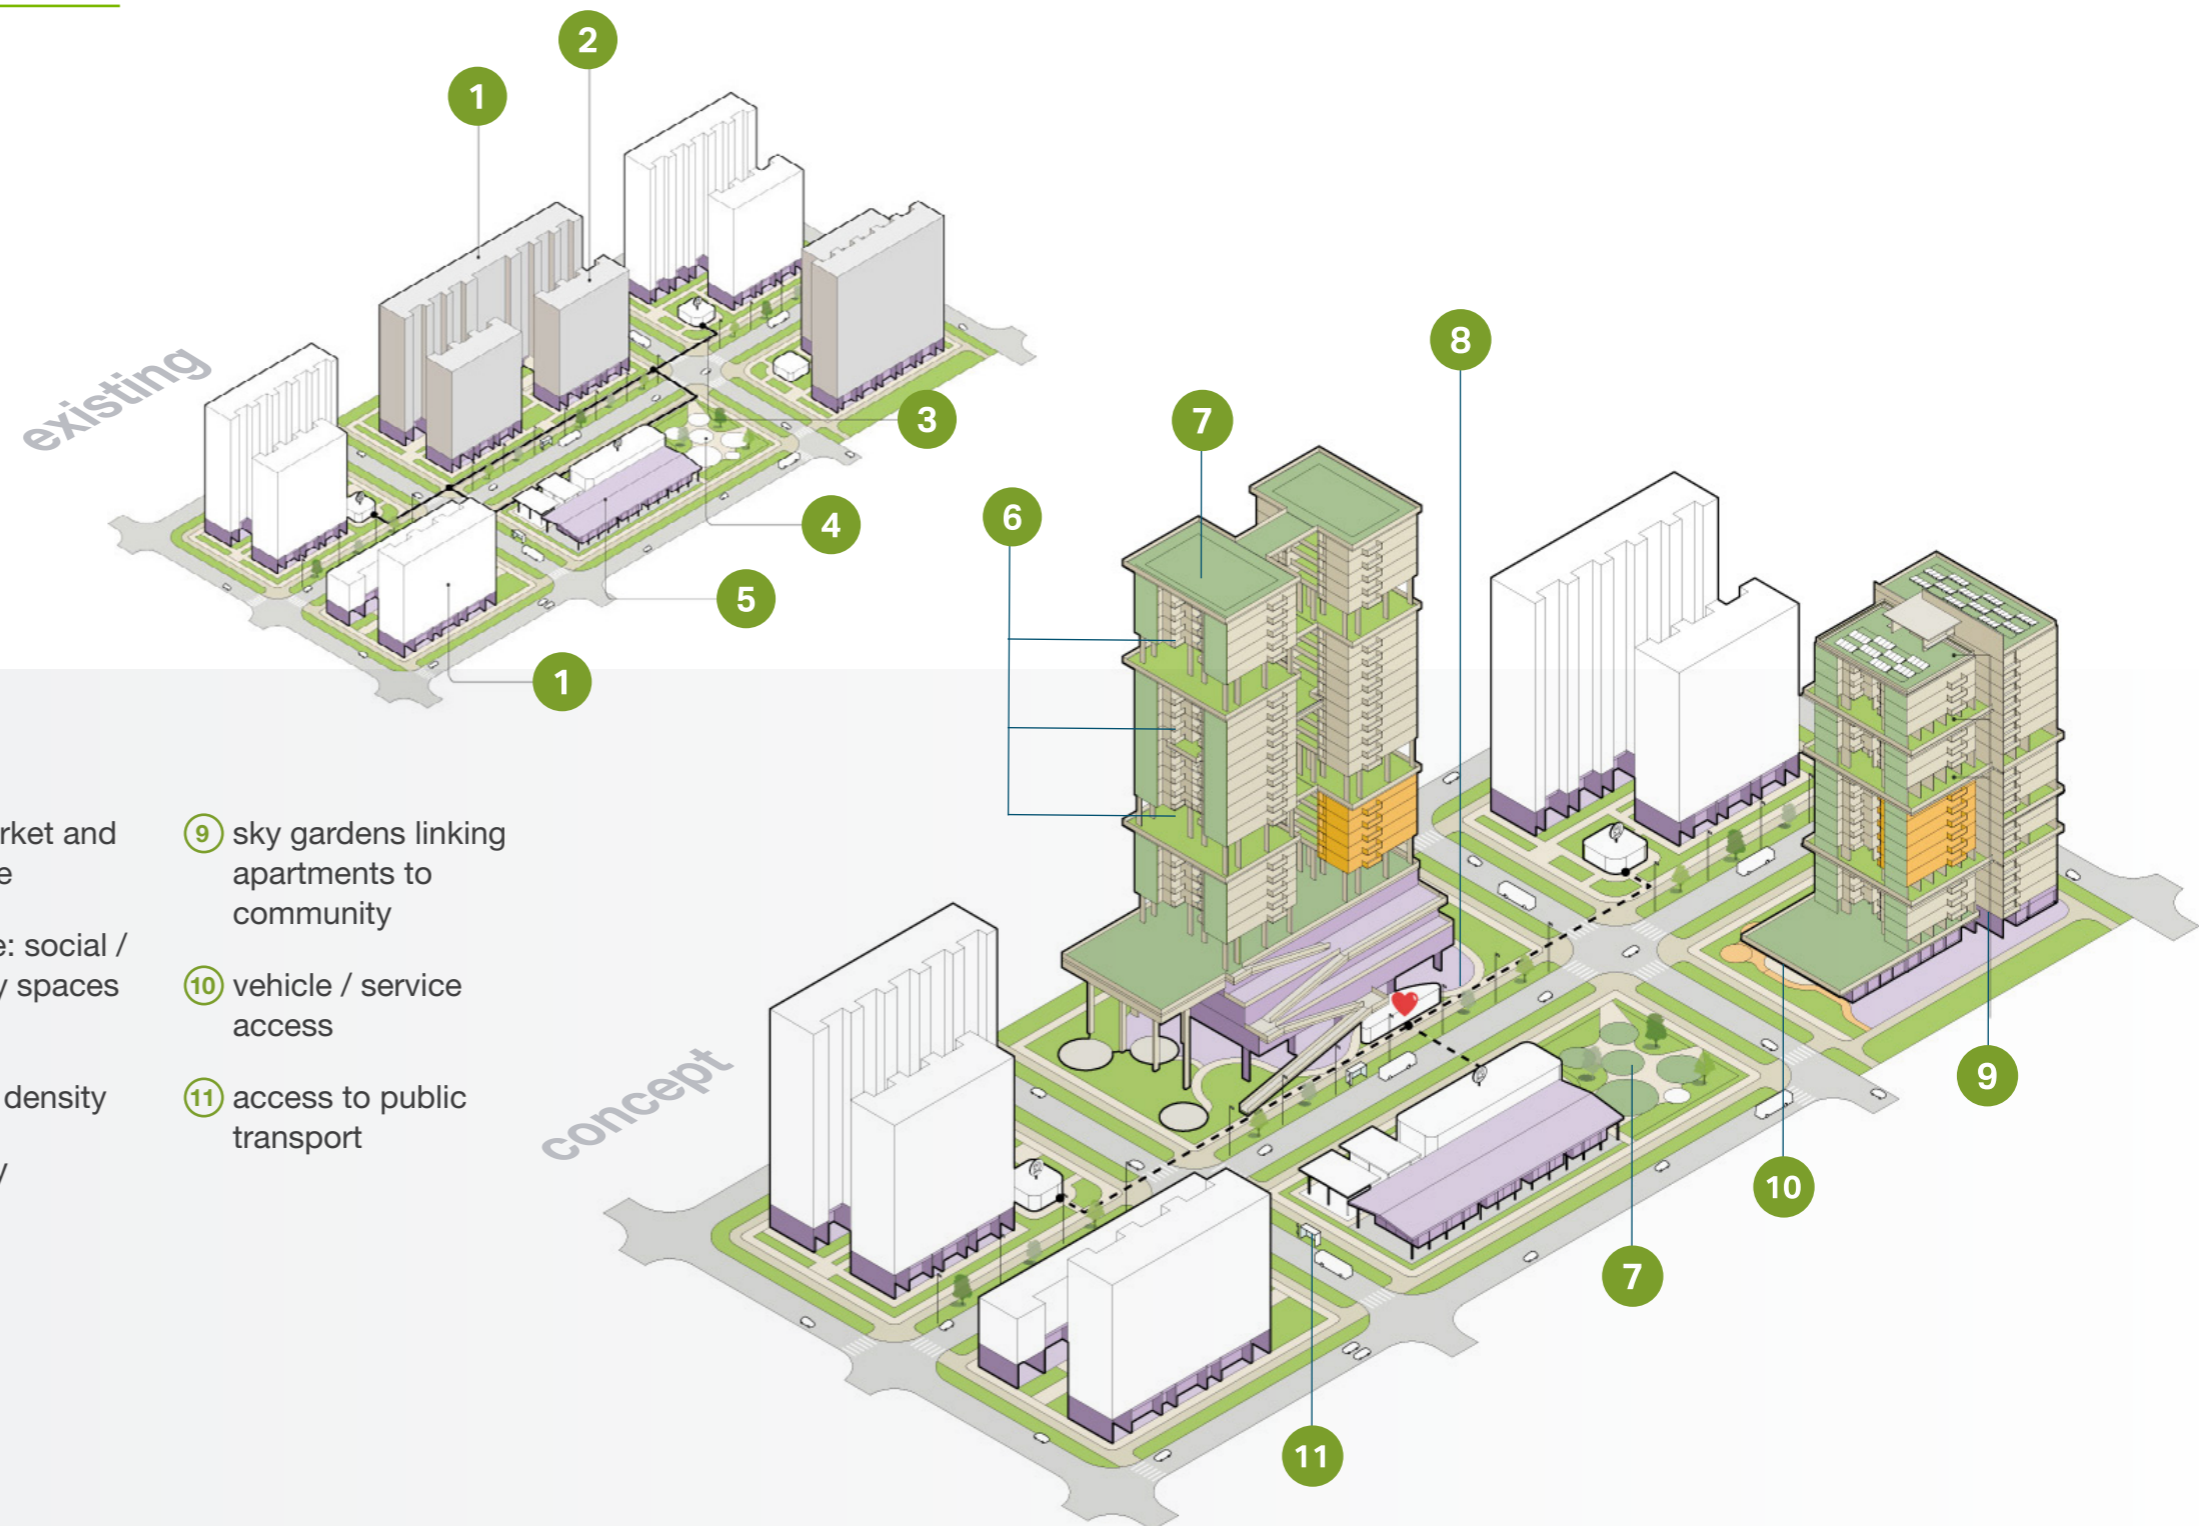 1
2
existing
3
4
5
1
7
8
6
rket and
e
e: social /
y spaces
density
y
9 sky gardens linking
apartments to
community
10 vehicle / service
access
11 access to public
transport
concept
9
10
7
11